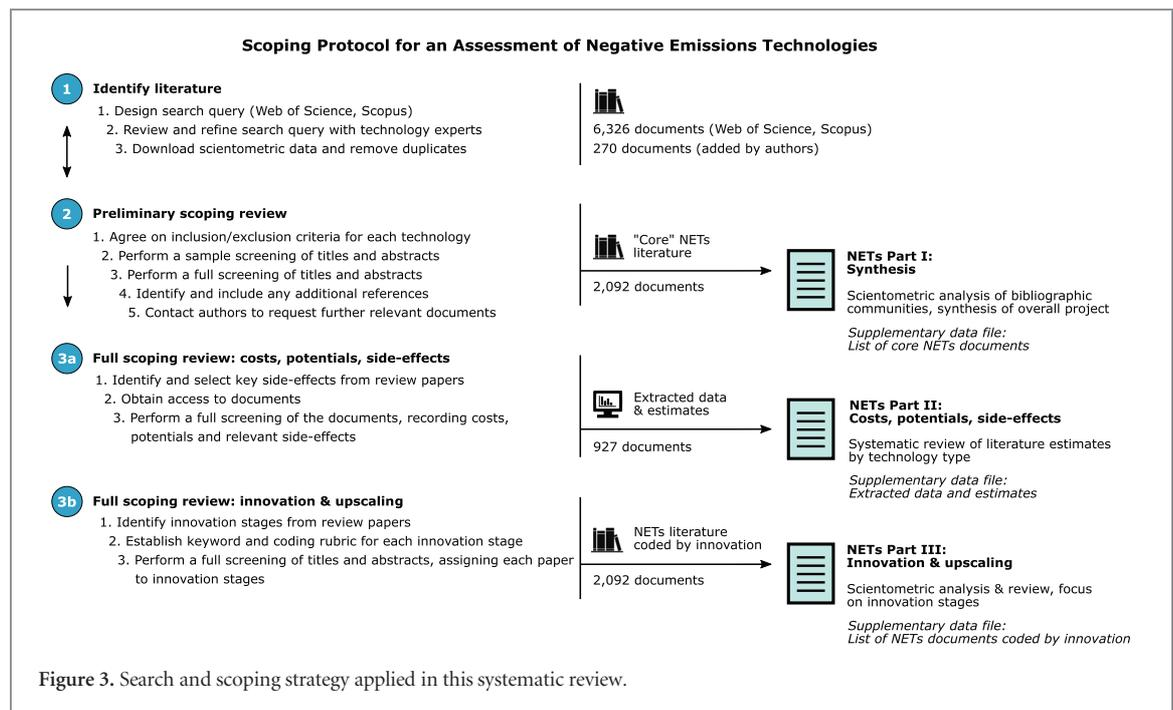 Scoping Protocol for an Assessment of Negative Emissions Technologies
1
Identify literature
1. Design search query (Web of Science, Scopus)
2. Review and refine search query with technology experts
3. Download scientometric data and remove duplicates
6,326 documents (Web of Science, Scopus)
270 documents (added by authors)
2
Preliminary scoping review
1. Agree on inclusion/exclusion criteria for each technology
2. Perform a sample screening of titles and abstracts
3. Perform a full screening of titles and abstracts
4. Identify and include any additional references
5. Contact authors to request further relevant documents
"Core" NETs
literature
2,092 documents
NETs Part I:
Synthesis
Scientometric analysis of bibliographic
communities, synthesis of overall project
Supplementary data file:
List of core NETs documents
3a
Full scoping review: costs, potentials, side-effects
1. Identify and select key side-effects from review papers
2. Obtain access to documents
3. Perform a full screening of the documents, recording costs,
potentials and relevant side-effects
Extracted data
& estimates
927 documents
NETs Part II:
Costs, potentials, side-effects
Systematic review of literature estimates
by technology type
Supplementary data file:
Extracted data and estimates
3b
Full scoping review: innovation & upscaling
1. Identify innovation stages from review papers
2. Establish keyword and coding rubric for each innovation stage
3. Perform a full screening of titles and abstracts, assigning each paper
to innovation stages
NETs literature
coded by innovation
2,092 documents
NETs Part III:
Innovation & upscaling
Scientometric analysis & review, focus
on innovation stages
Supplementary data file:
List of NETs documents coded by innovation
Figure 3. Search and scoping strategy applied in this systematic review.